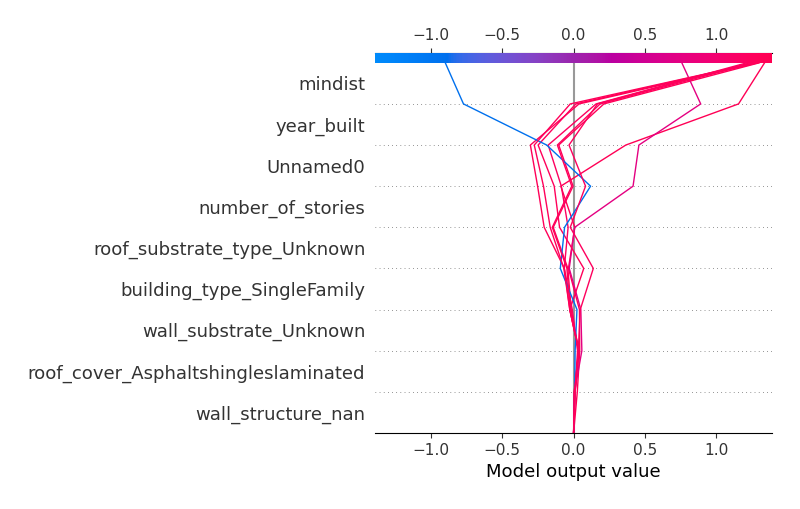 −1.0 −0.5 0.0 0.5 1.0
mindist
year_built
Unnamed0
number_of_stories
roof_substrate_type_Unknown
building_type_SingleFamily
wall_substrate_Unknown
roof_cover_Asphaltshingleslaminated
wall_structure_nan
−1.0 −0.5 0.0 0.5 1.0
Model output value